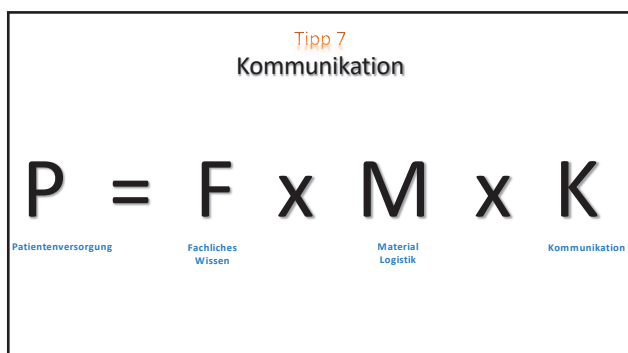 Tipp 7
Kommunikation
P = F x M x K
Patientenversorgung
Fachliches
Wissen
Material
Logistik
Kommunikation